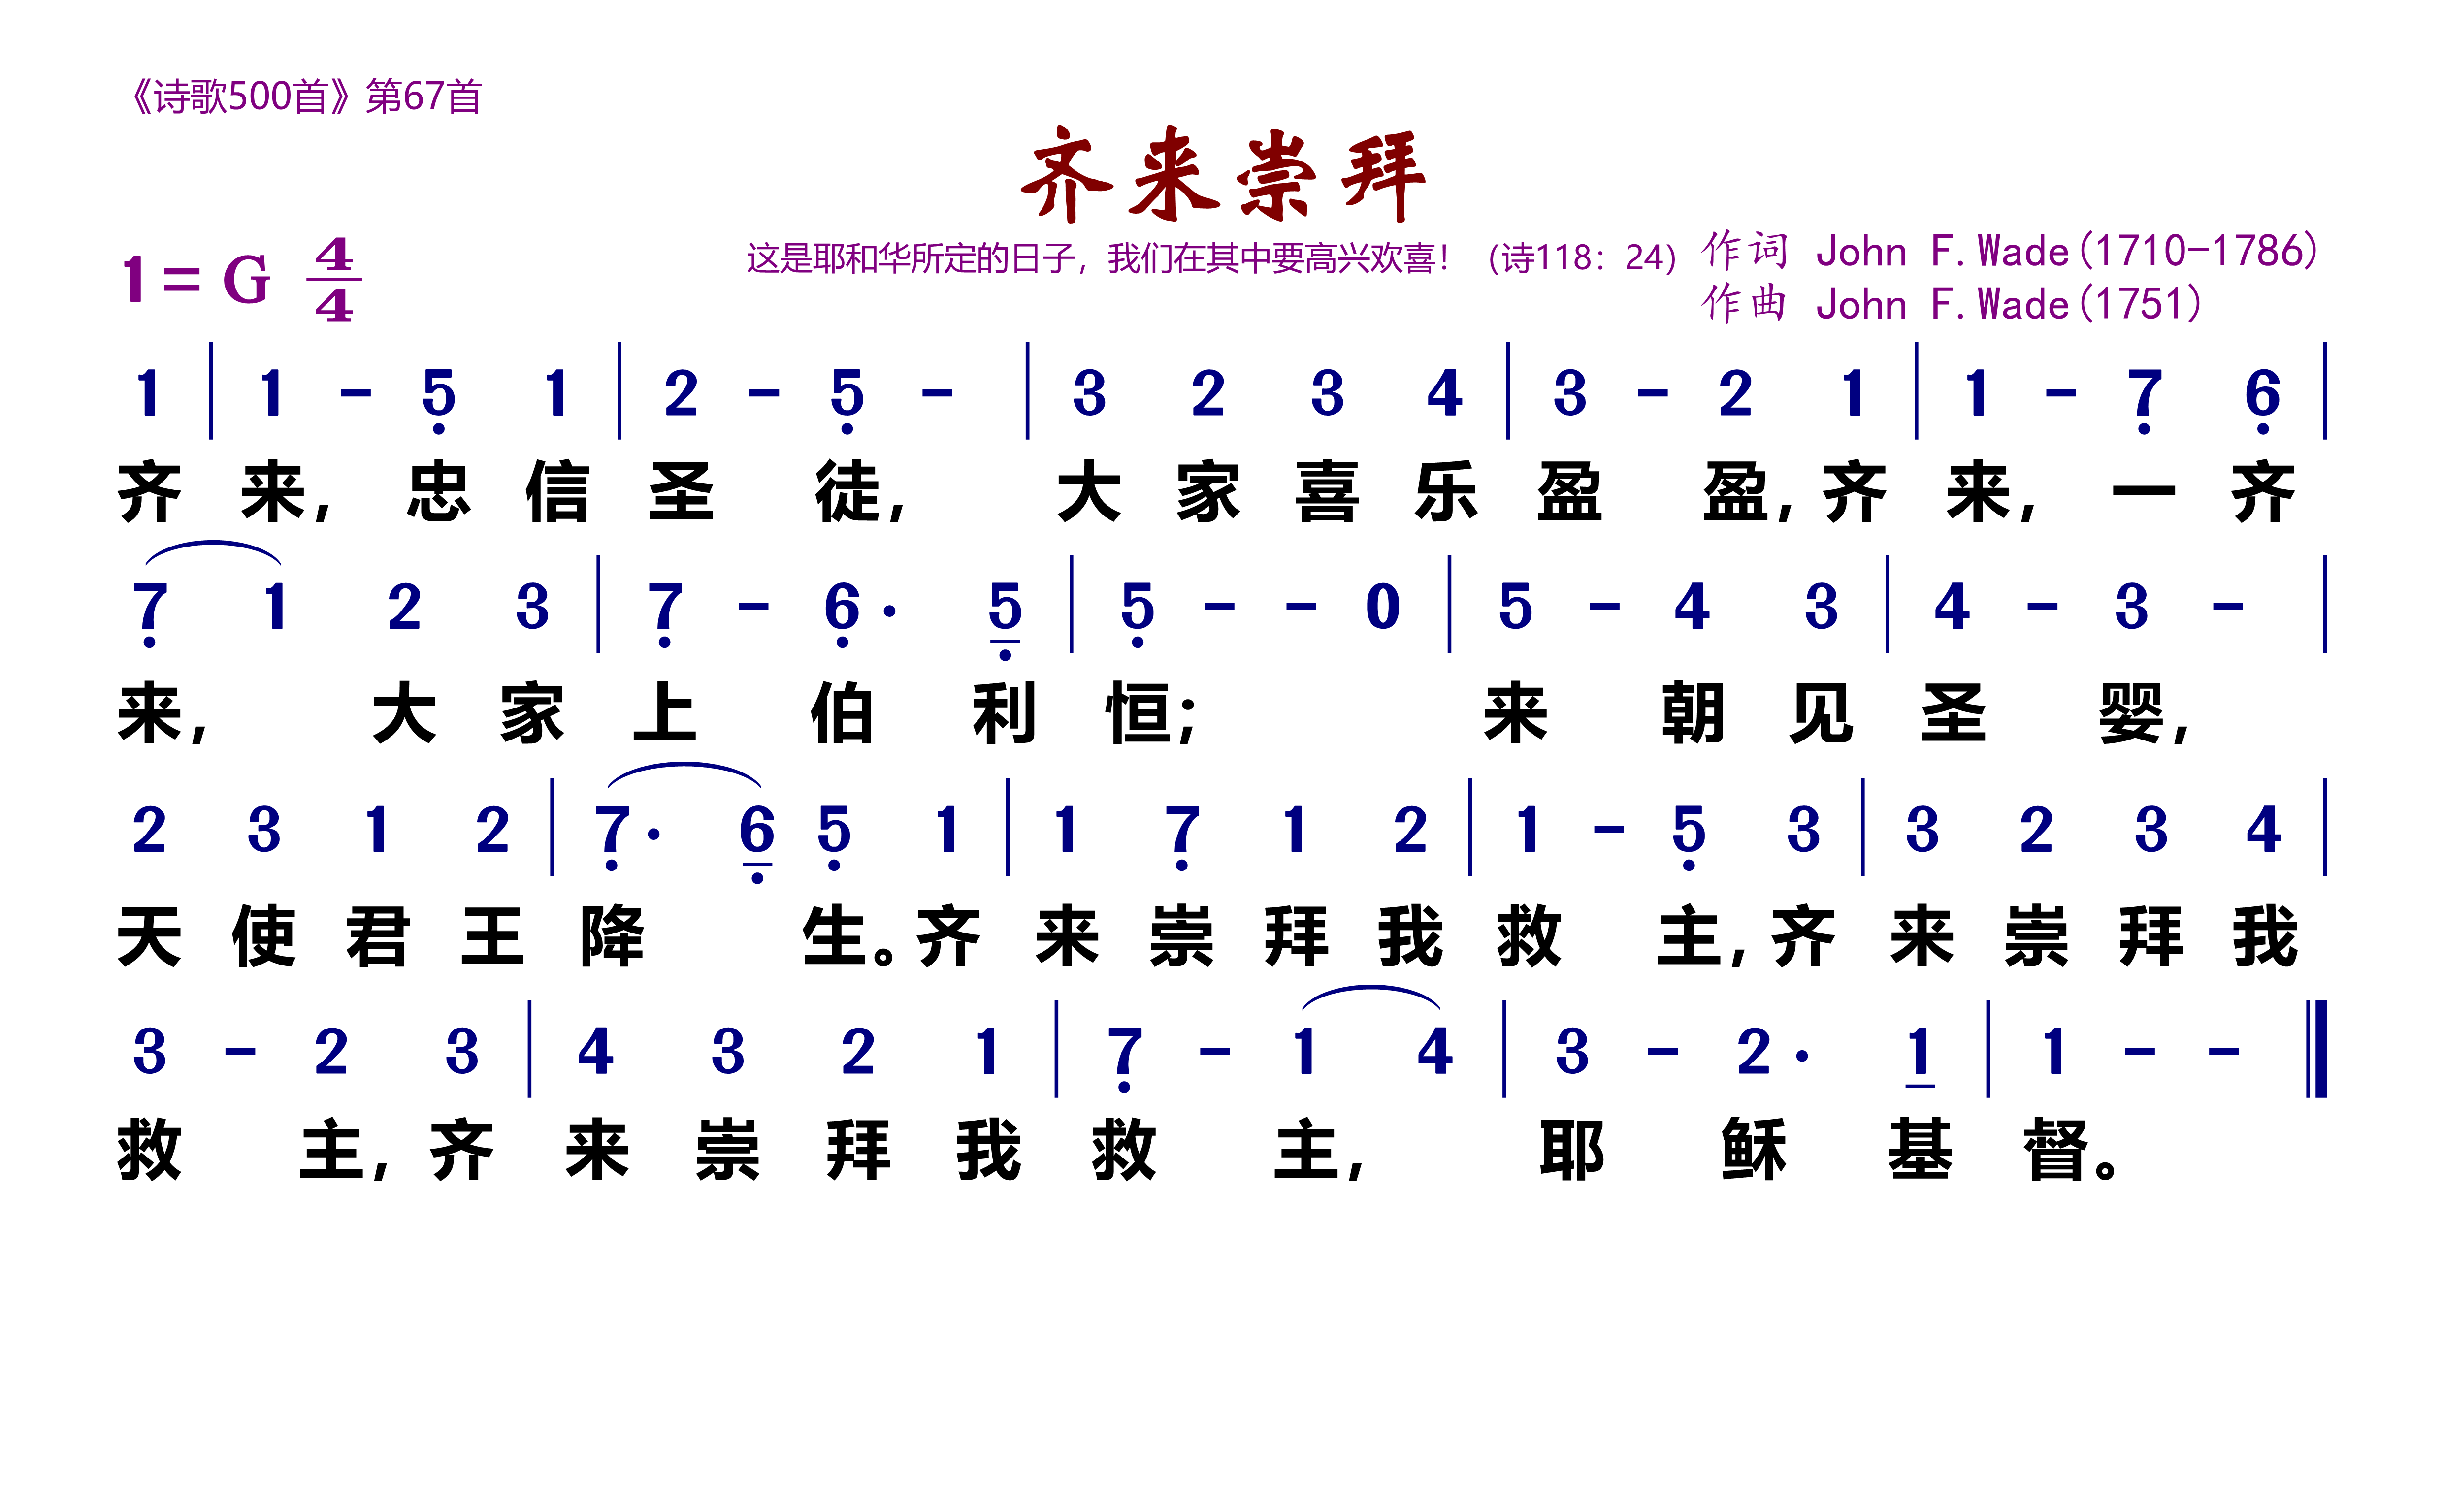 《诗歌500首》第67首
齐来崇拜
1= G 4/4
这是耶和华所定的日子，我们在其中要高兴欢喜！（诗118：24）
作词 John F.Wade(1710-1786)
作曲 John F.Wade(1751)
1 | 1 - 5̣ 1 | 2 - 5̣ - | 3 2 3 4 | 3 - 2 1 | 1 - 7̣ 6̣ |
齐 来, 忠 信 圣 徒, 大 家 喜 乐 盈 盈, 齐 来, 一 齐
7̣ 1 2 3 | 7̣ - 6̣ · 5̣ | 5̣ - - 0 | 5 - 4 3 | 4 - 3 - |
来, 大 家 上 伯 利 恒; 来 朝 见 圣 婴,
2 3 1 2 | 7̣ · 6̣ 5̣ 1 | 1 7̣ 1 2 | 1 - 5̣ 3 | 3 2 3 4 |
天 使 君 王 降 生。齐 来 崇 拜 我 救 主, 齐 来 崇 拜 我
3 - 2 3 | 4 3 2 1 | 7̣ - 1 4 | 3 - 2 · 1 | 1 - - ‖
救 主, 齐 来 崇 拜 我 救 主, 耶 稣 基 督。